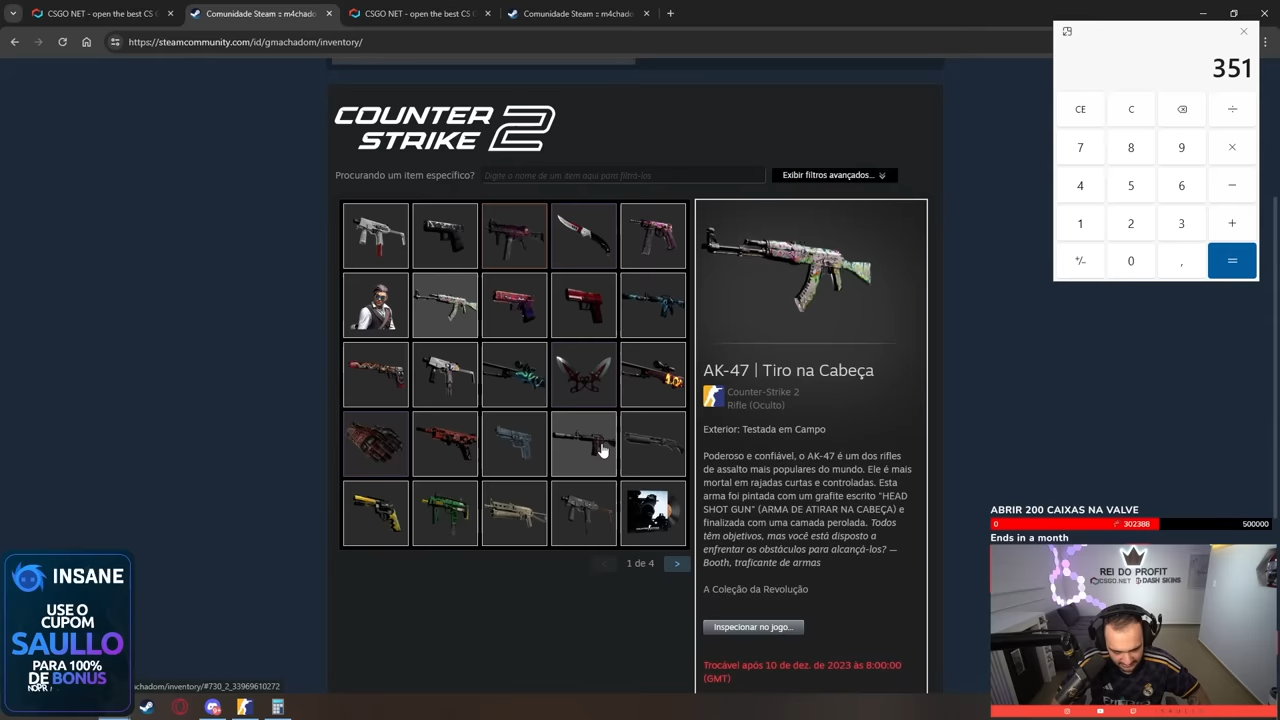 CSGO NET - open the best CS G
Comunidade Steam :: m4chadom
CSGO NET - open the best CS G
Comunidade Steam :: m4chado
https://steamcommunity.com/id/gmachadom/inventory/
351
CE
C
÷
7
8
9
×
4
5
6
−
1
2
3
+
+/−
0
,
=
COUNTER
STRIKE 2
Procurando um item específico?
Digite o nome de um item aqui para filtrá-los
Exibir filtros avançados...
AK-47 | Tiro na Cabeça
Counter-Strike 2
Rifle (Oculto)
Exterior: Testada em Campo
Poderoso e confiável, o AK-47 é um dos rifles
de assalto mais populares do mundo. Ele é mais
mortal em rajadas curtas e controladas. Esta
arma foi pintada com um grafite escrito "HEAD
SHOT GUN" (ARMA DE ATIRAR NA CABEÇA) e
finalizada com uma camada perolada. Todos
têm objetivos, mas você está disposto a
enfrentar os obstáculos para alcançá-los? —
Booth, traficante de armas
A Coleção da Revolução
Inspecionar no jogo...
Trocável após 10 de dez. de 2023 às 8:00:00
(GMT)
<
1 de 4
>
ABRIR 200 CAIXAS NA VALVE
0
302388
500000
Ends in a month
REI DO PROFIT
CSGO.NET
DASH SKINS
INSANE
USE O
CUPOM
SAULLO
PARA 100%
DE BONUS
machadom/inventory/#730_2_33969610272